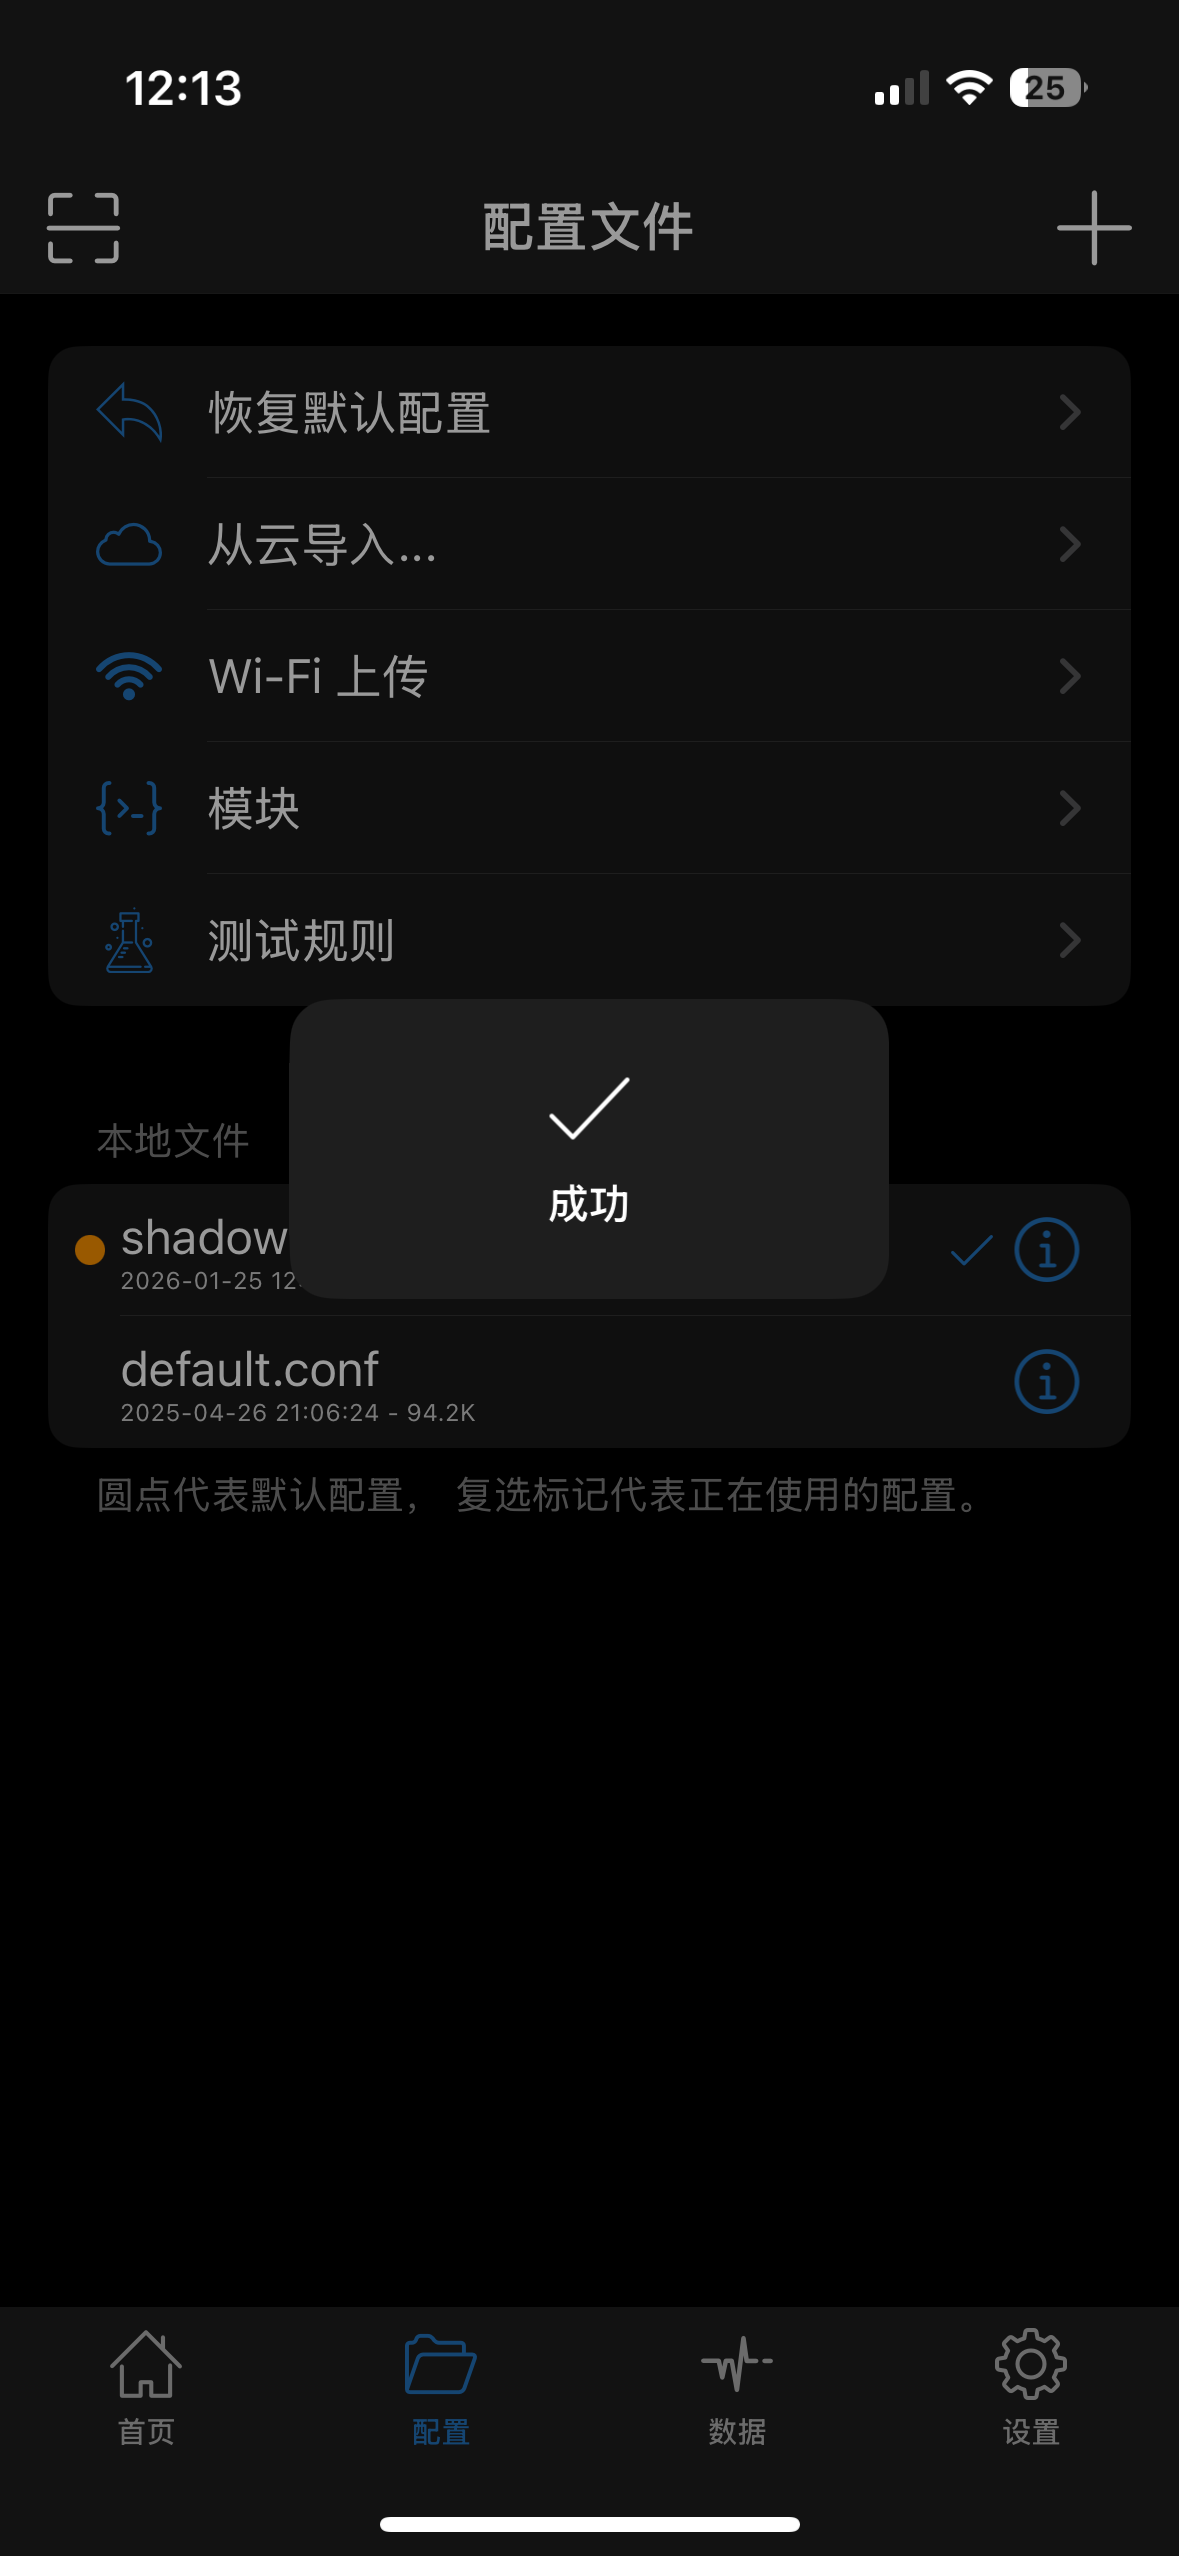 12:13
25
配置文件
恢复默认配置
从云导入...
Wi-Fi 上传
模块
测试规则
成功
本地文件
shadow
2026-01-25 12
default.conf
2025-04-26 21:06:24 - 94.2K
圆点代表默认配置， 复选标记代表正在使用的配置。
首页
配置
数据
设置